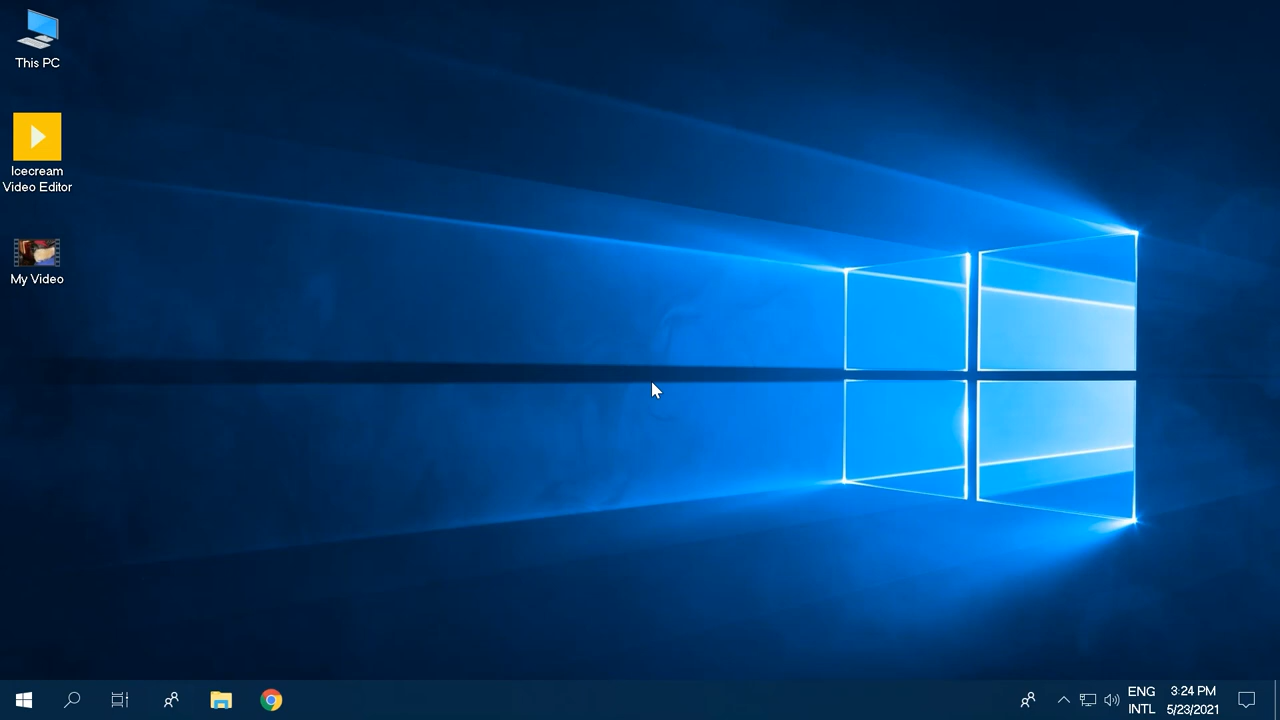 This PC
Icecream
Video Editor
My Video
ENG
INTL
3:24 PM
5/23/2021